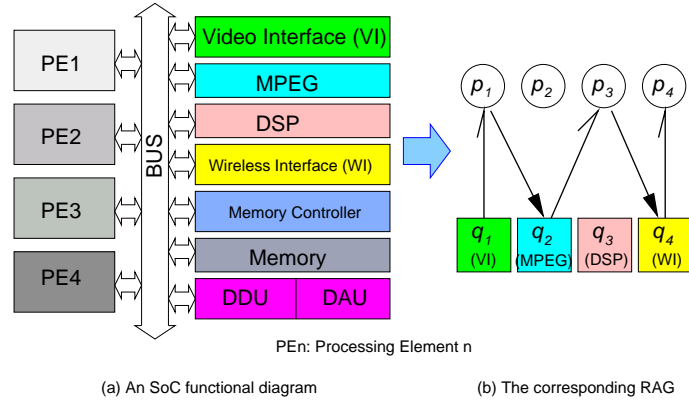 PE1
PE2
PE3
PE4
BUS
Video Interface (VI)
MPEG
DSP
Wireless Interface (WI)
Memory Controller
Memory
DDU DAU
p1 p2 p3 p4
q1 q2 q3 q4
(VI) (MPEG) (DSP) (WI)
PEn: Processing Element n
(a) An SoC functional diagram (b) The corresponding RAG